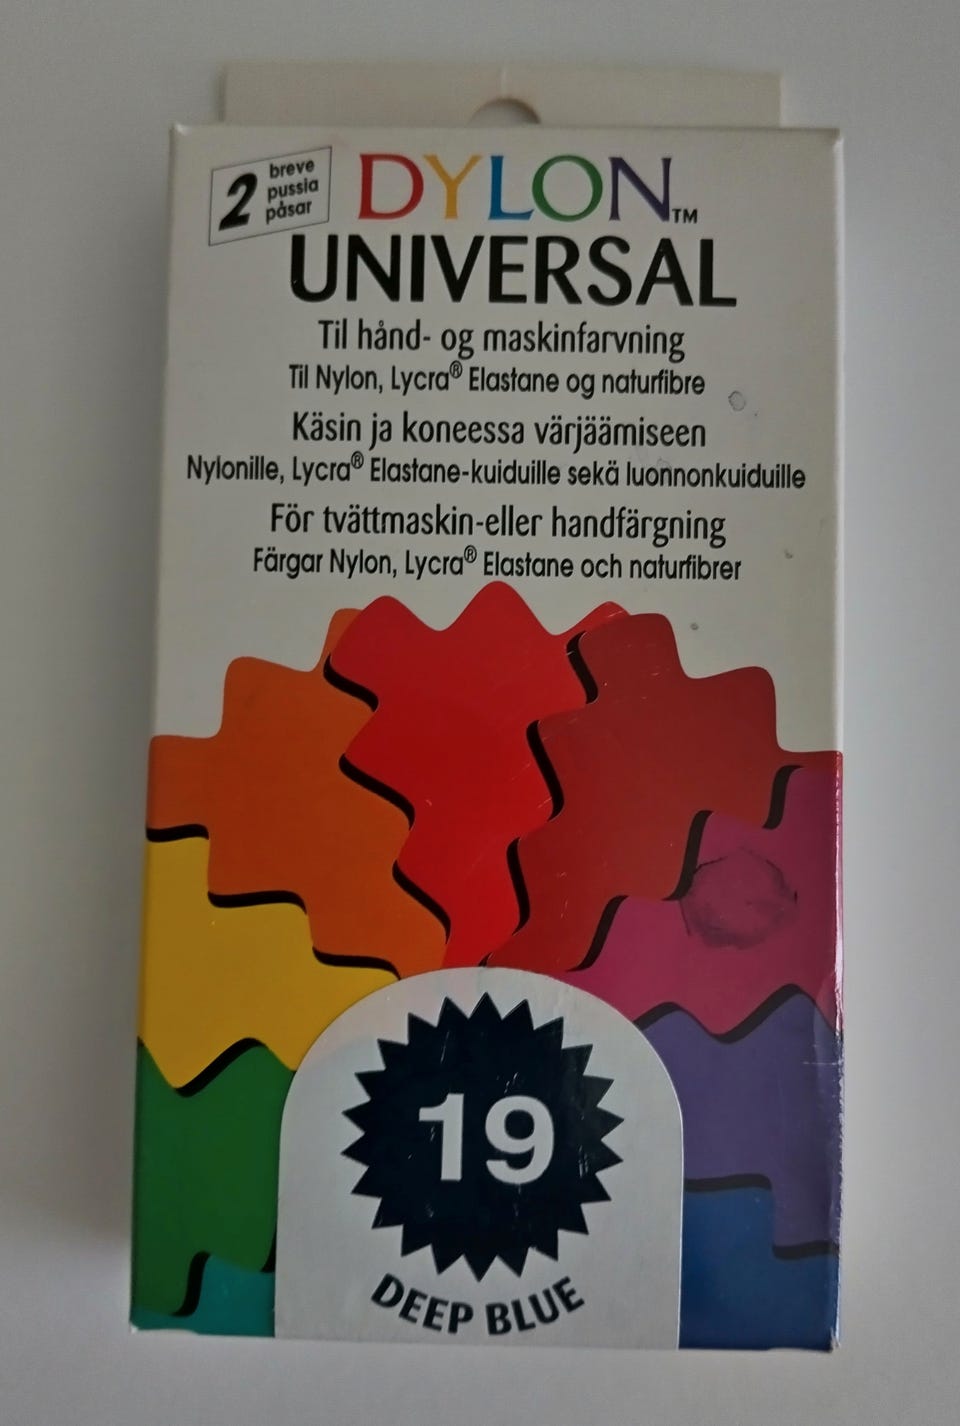 2 breve
pussia
påsar
DYLON™
UNIVERSAL
Til hånd- og maskinfarvning
Til Nylon, Lycra® Elastane og naturfibre
Käsin ja koneessa värjäämiseen
Nylonille, Lycra® Elastane-kuiduille sekä luonnonkuiduille
För tvättmaskin-eller handfärgning
Färgar Nylon, Lycra® Elastane och naturfibrer
19
DEEP BLUE